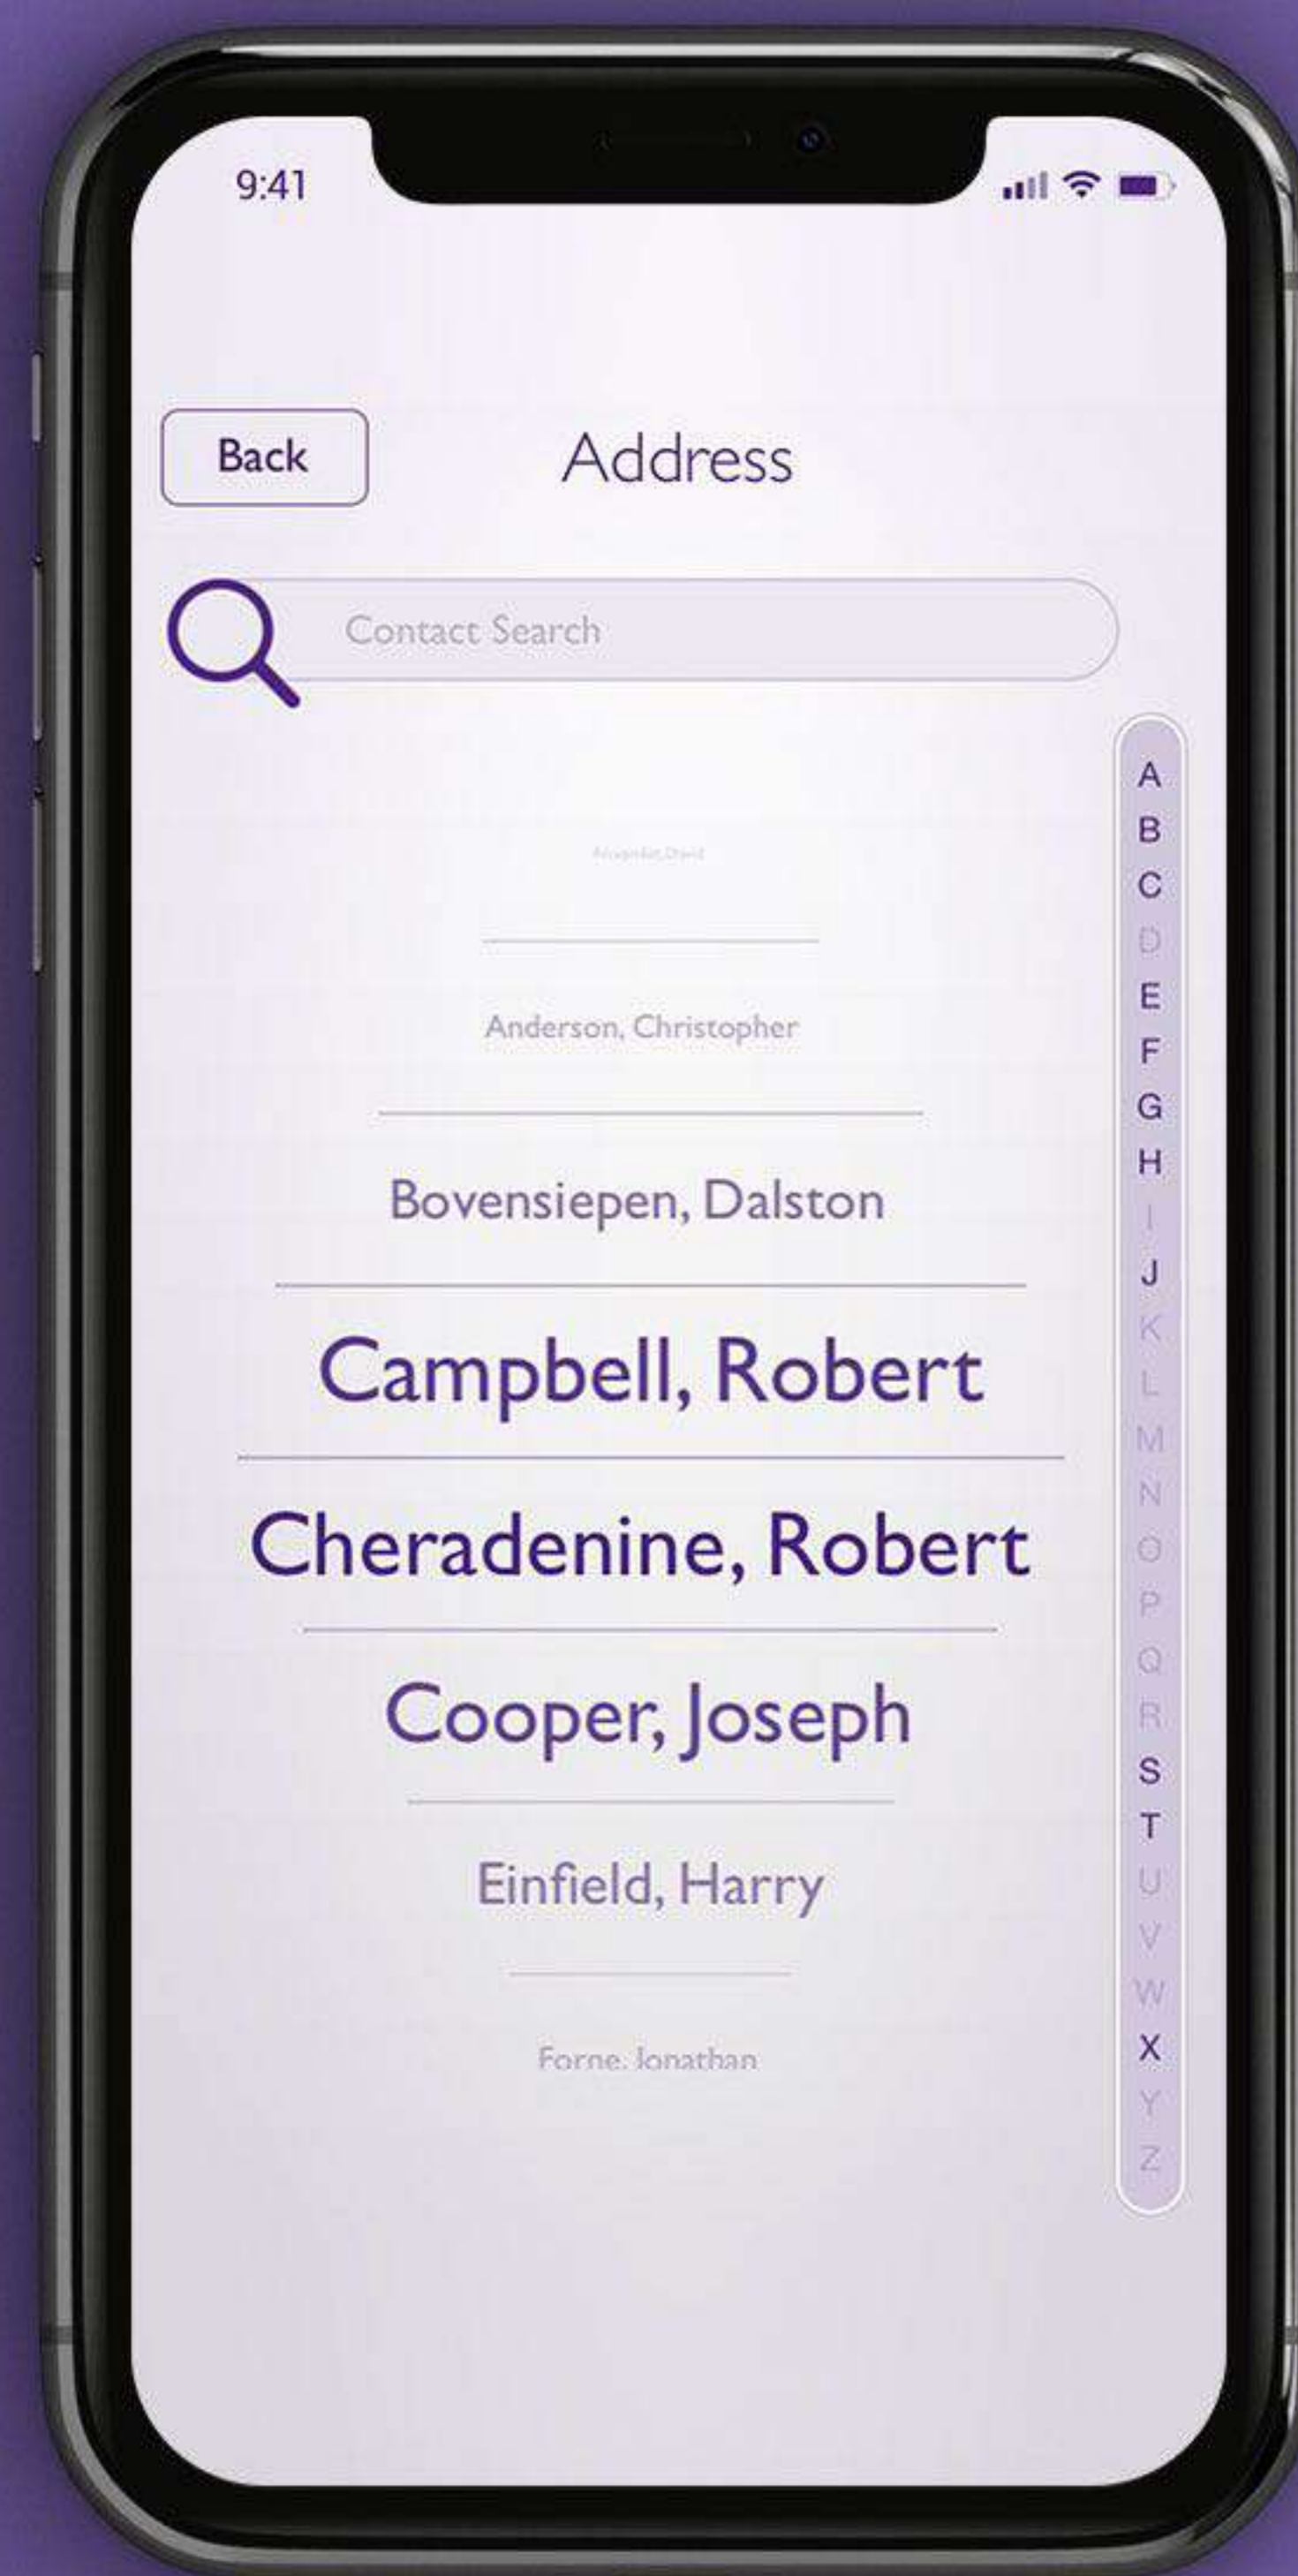 9:41
Back
Address
Contact Search
Anderson, Christopher
Bovensiepen, Dalston
Campbell, Robert
Cheradenine, Robert
Cooper, Joseph
Einfield, Harry
Forne, Jonathan
A
B
C
D
E
F
G
H
I
J
K
L
M
N
O
P
Q
R
S
T
U
V
W
X
Y
Z